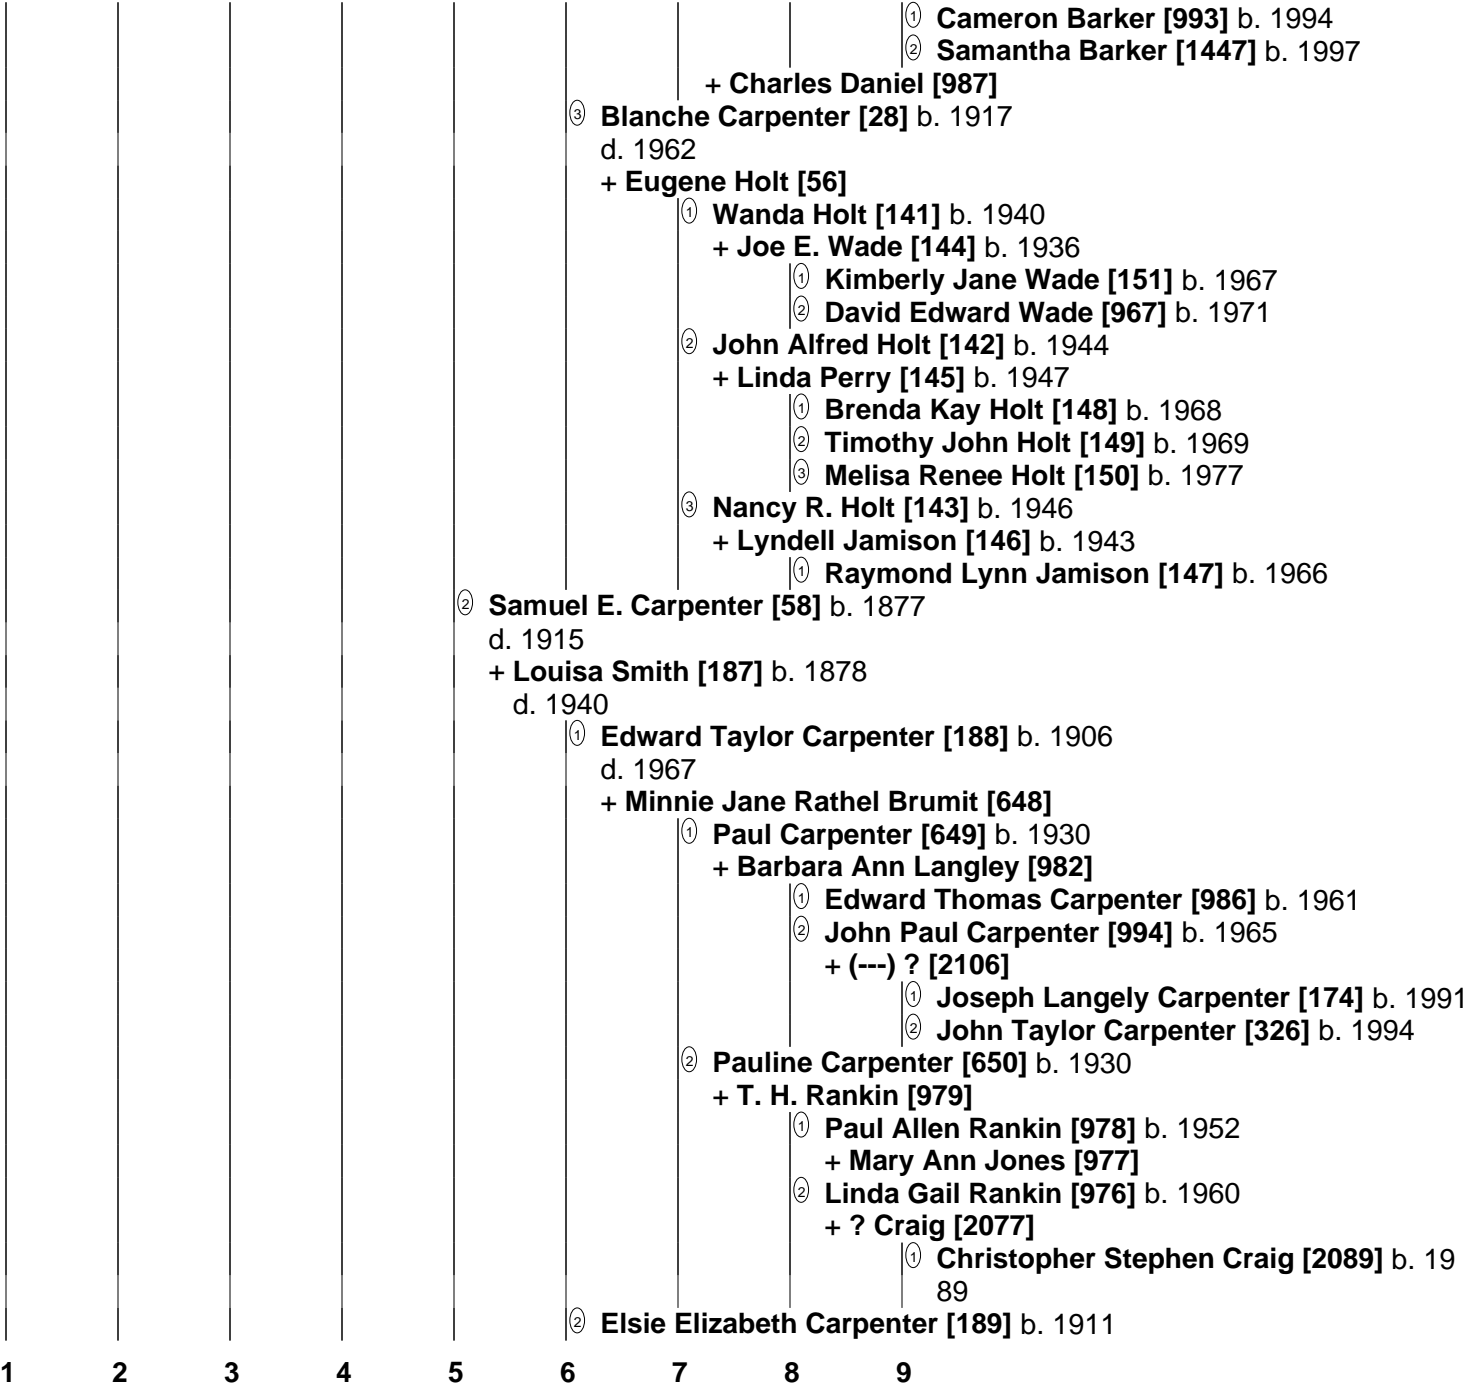 ① Cameron Barker [993] b. 1994
② Samantha Barker [1447] b. 1997
+ Charles Daniel [987]
③ Blanche Carpenter [28] b. 1917
d. 1962
+ Eugene Holt [56]
① Wanda Holt [141] b. 1940
+ Joe E. Wade [144] b. 1936
① Kimberly Jane Wade [151] b. 1967
② David Edward Wade [967] b. 1971
② John Alfred Holt [142] b. 1944
+ Linda Perry [145] b. 1947
① Brenda Kay Holt [148] b. 1968
② Timothy John Holt [149] b. 1969
③ Melisa Renee Holt [150] b. 1977
③ Nancy R. Holt [143] b. 1946
+ Lyndell Jamison [146] b. 1943
① Raymond Lynn Jamison [147] b. 1966
② Samuel E. Carpenter [58] b. 1877
d. 1915
+ Louisa Smith [187] b. 1878
d. 1940
① Edward Taylor Carpenter [188] b. 1906
d. 1967
+ Minnie Jane Rathel Brumit [648]
① Paul Carpenter [649] b. 1930
+ Barbara Ann Langley [982]
① Edward Thomas Carpenter [986] b. 1961
② John Paul Carpenter [994] b. 1965
+ (---) ? [2106]
① Joseph Langely Carpenter [174] b. 1991
② John Taylor Carpenter [326] b. 1994
② Pauline Carpenter [650] b. 1930
+ T. H. Rankin [979]
① Paul Allen Rankin [978] b. 1952
+ Mary Ann Jones [977]
② Linda Gail Rankin [976] b. 1960
+ ? Craig [2077]
① Christopher Stephen Craig [2089] b. 19
89
② Elsie Elizabeth Carpenter [189] b. 1911
1 2 3 4 5 6 7 8 9